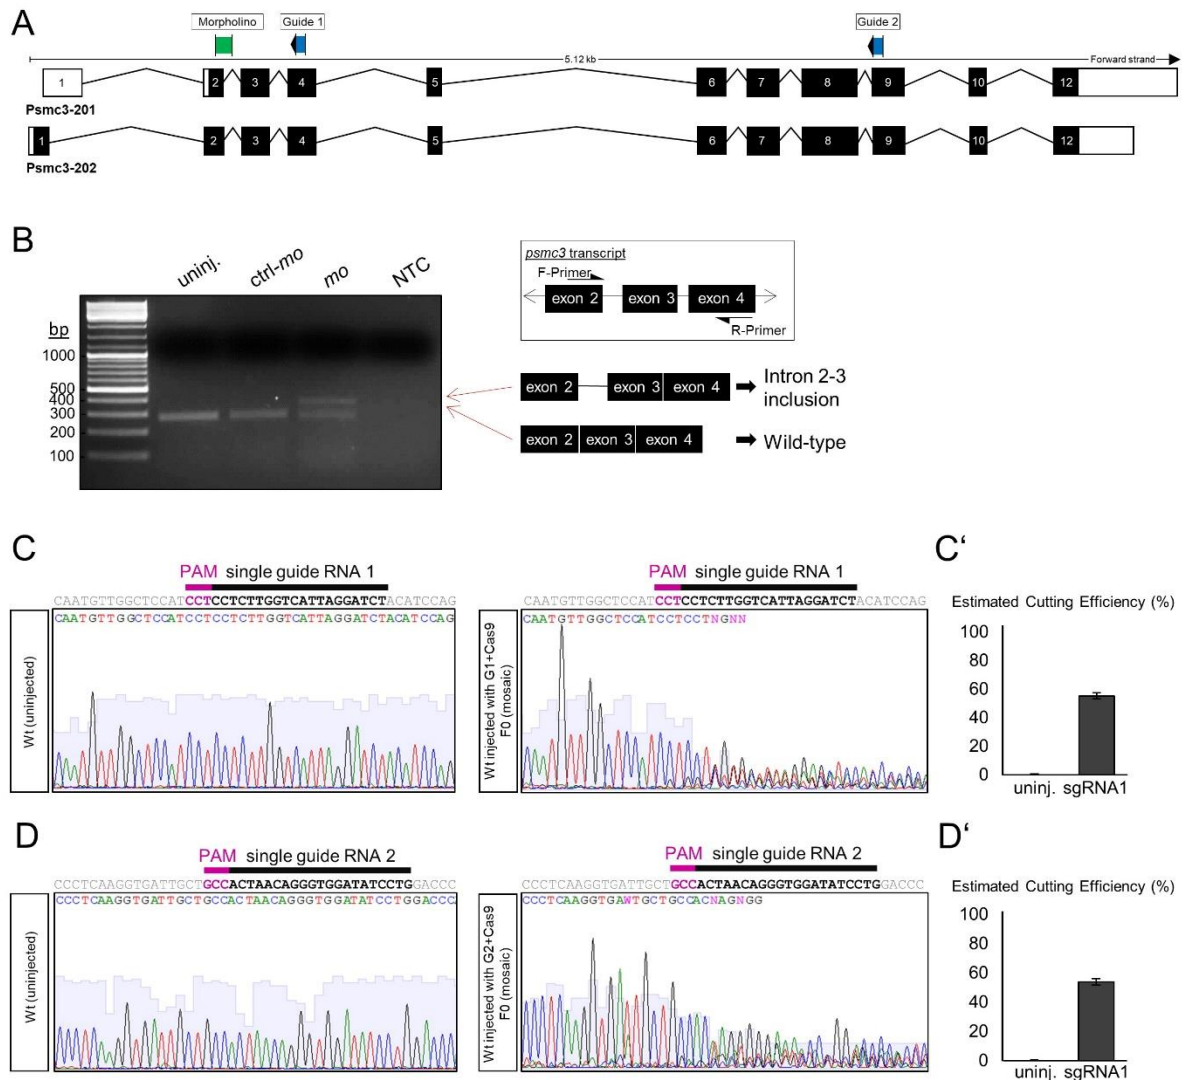 A
Morpholino Guide 1 Guide 2
5.12 kb Forward strand
1 2 3 4 5 6 7 8 9 10 12
Psmc3-201
1 2 3 4 5 6 7 8 9 10 12
Psmc3-202
B
uninj. ctrl-mo mo NTC
bp
1000
500
400
300
200
100
psmc3 transcript
F-Primer
exon 2 exon 3 exon 4
R-Primer
exon 2 exon 3 exon 4 Intron 2-3
inclusion
exon 2 exon 3 exon 4 Wild-type
C
PAM single guide RNA 1
CAATGTTGGCTCCATCCTCCTCTTGGTCATTAGGATCTACATCCAG
CAATGTTGGCTCCATCCTCCTCTTGGTCATTAGGATCTACATCCAG
Wt (uninjected)
PAM single guide RNA 1
CAATGTTGGCTCCATCCTCCTCTTGGTCATTAGGATCTACATCCAG
CAATGTTGGCTCCATCCTCCTNGNN
Wt injected with G1+Cas9
F0 (mosaic)
C'
Estimated Cutting Efficiency (%)
100
80
60
40
20
0
uninj. sgRNA1
D
PAM single guide RNA 2
CCCTCAAGGTGATTGCTGCCACTAACAGGGTGGATATCCTGGACCC
CCCTCAAGGTGATTGCTGCCACTAACAGGGTGGATATCCTGGACCC
Wt (uninjected)
PAM single guide RNA 2
CCCTCAAGGTGATTGCTGCCACTAACAGGGTGGATATCCTGGACCC
CCCTCAAGGTGAWTGCTGCCACNAGNGG
Wt injected with G2+Cas9
F0 (mosaic)
D'
Estimated Cutting Efficiency (%)
100
80
60
40
20
0
uninj. sgRNA2